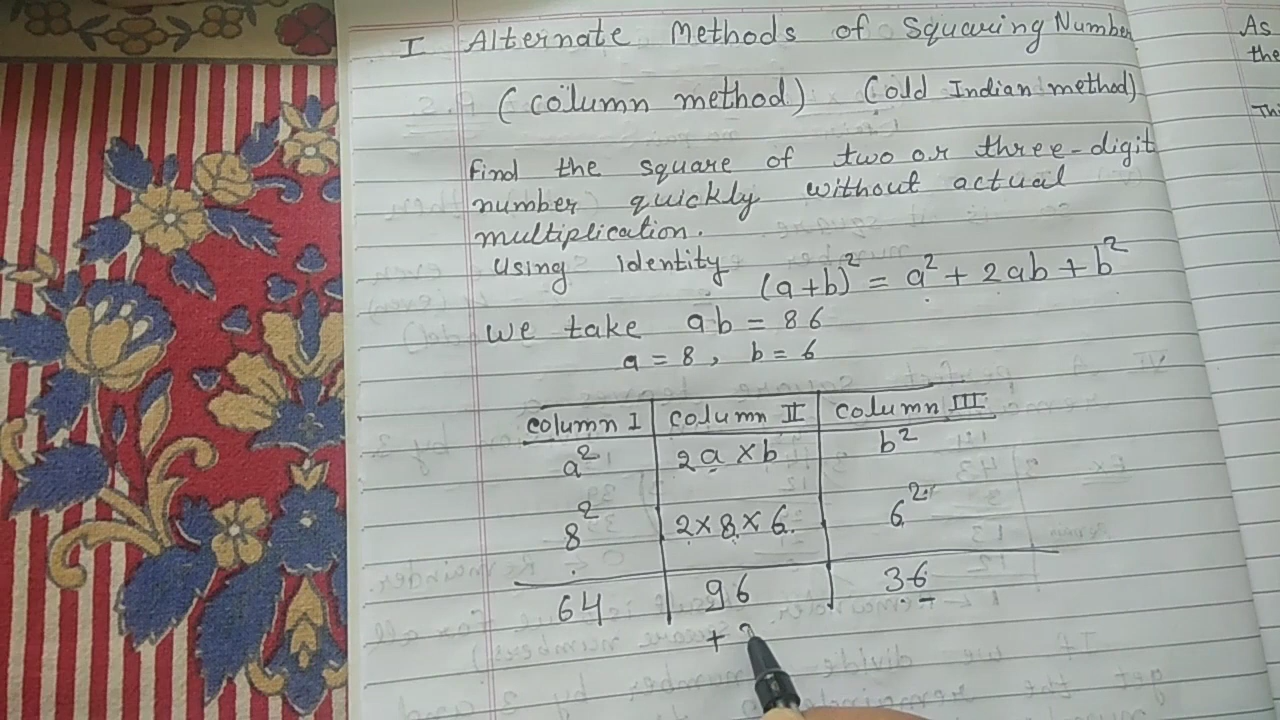 I Alternate Methods of Squaring Number
(column method) (old Indian method)
Find the square of two or three-digit
number quickly without actual
multiplication.
Using identity (a+b)² = a² + 2ab + b²
We take ab = 86
a = 8, b = 6
column I column II column III
a² 2a×b b²
8² 2×8×6 6²
64 96 36
+
As
the